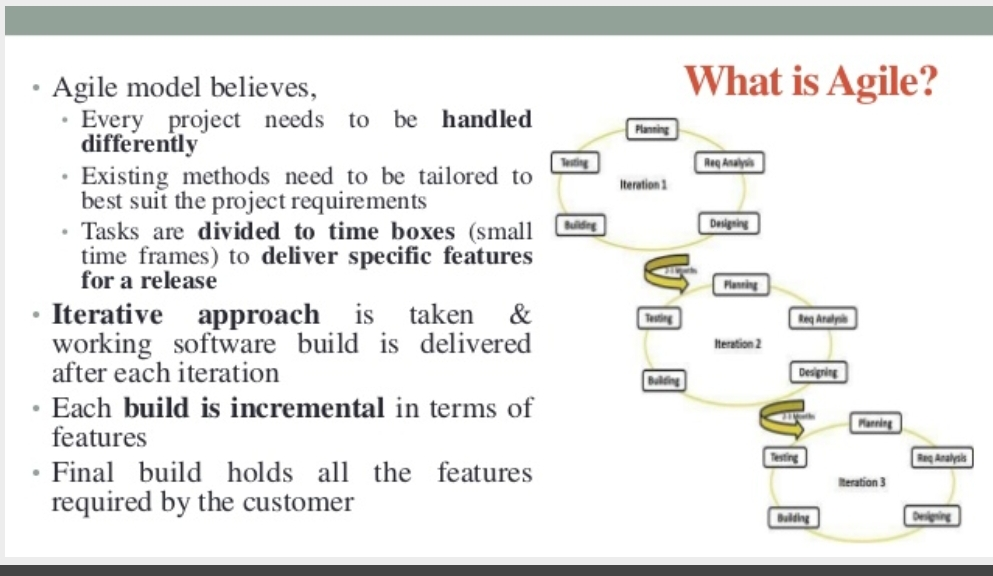 What is Agile?
• Agile model believes,
• Every project needs to be handled
differently
• Existing methods need to be tailored to
best suit the project requirements
• Tasks are divided to time boxes (small
time frames) to deliver specific features
for a release
• Iterative approach is taken &
working software build is delivered
after each iteration
• Each build is incremental in terms of
features
• Final build holds all the features
required by the customer
Planning
Testing
Req Analysis
Iteration 1
Building
Designing
Planning
Testing
Req Analysis
Iteration 2
Building
Designing
Planning
Testing
Req Analysis
Iteration 3
Building
Designing